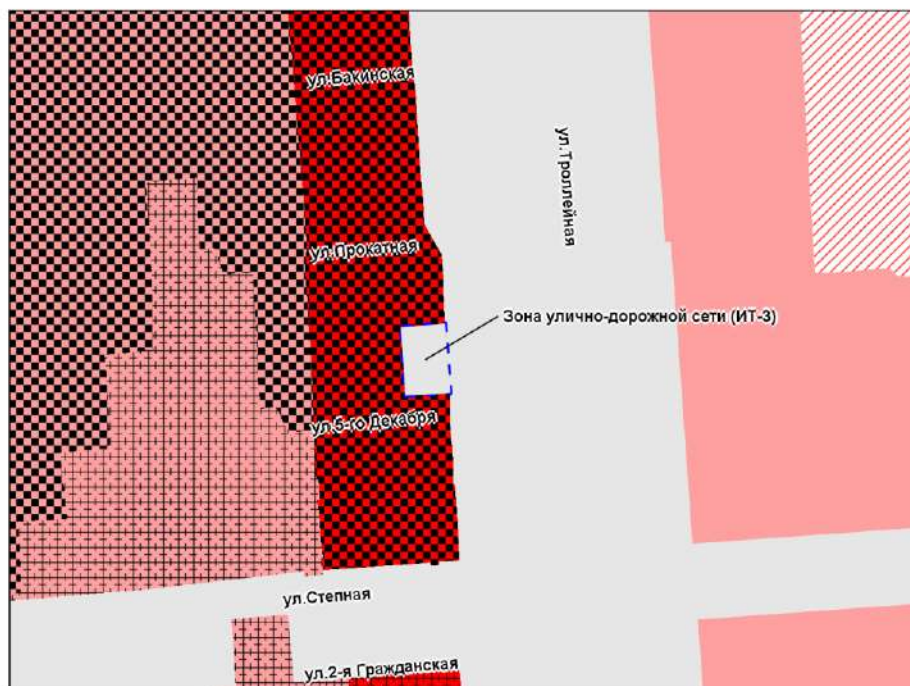 ул.Бакинская
ул.Троллейная
ул.Прокатная
Зона улично-дорожной сети (ИТ-3)
ул.5-го Декабря
ул.Степная
ул.2-я Гражданская